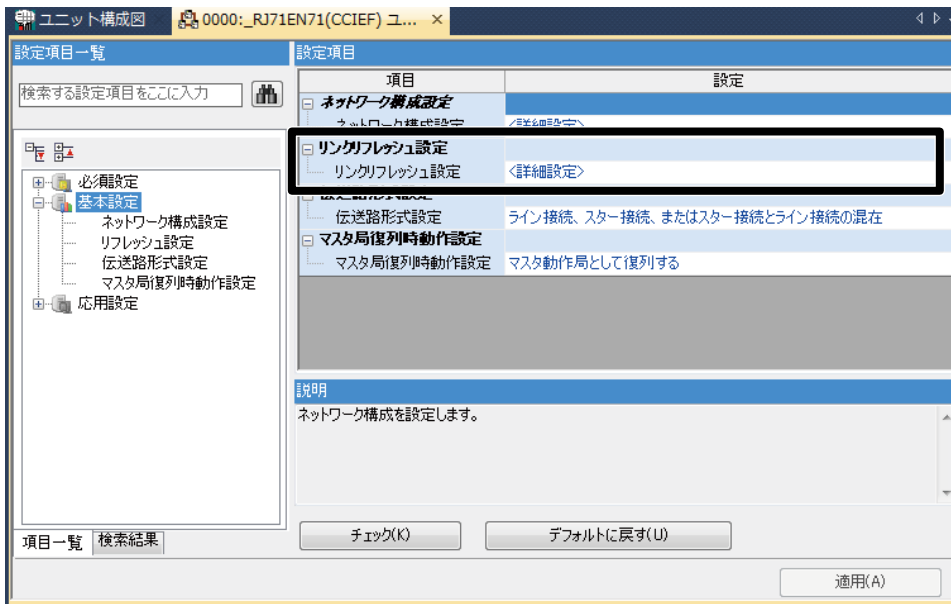 ユニット構成図
0000:_RJ71EN71(CCIEF) ユ... ×
設定項目一覧
検索する設定項目をここに入力
必須設定
基本設定
ネットワーク構成設定
リフレッシュ設定
伝送路形式設定
マスタ局復列時動作設定
応用設定
項目一覧
検索結果
設定項目
項目 設定
ネットワーク構成設定
ネットワーク構成設定 <詳細設定>
リンクリフレッシュ設定
リンクリフレッシュ設定 <詳細設定>
伝送路形式設定
伝送路形式設定 ライン接続、スター接続、またはスター接続とライン接続の混在
マスタ局復列時動作設定
マスタ局復列時動作設定 マスタ動作局として復列する
説明
ネットワーク構成を設定します。
チェック(K)
デフォルトに戻す(U)
適用(A)